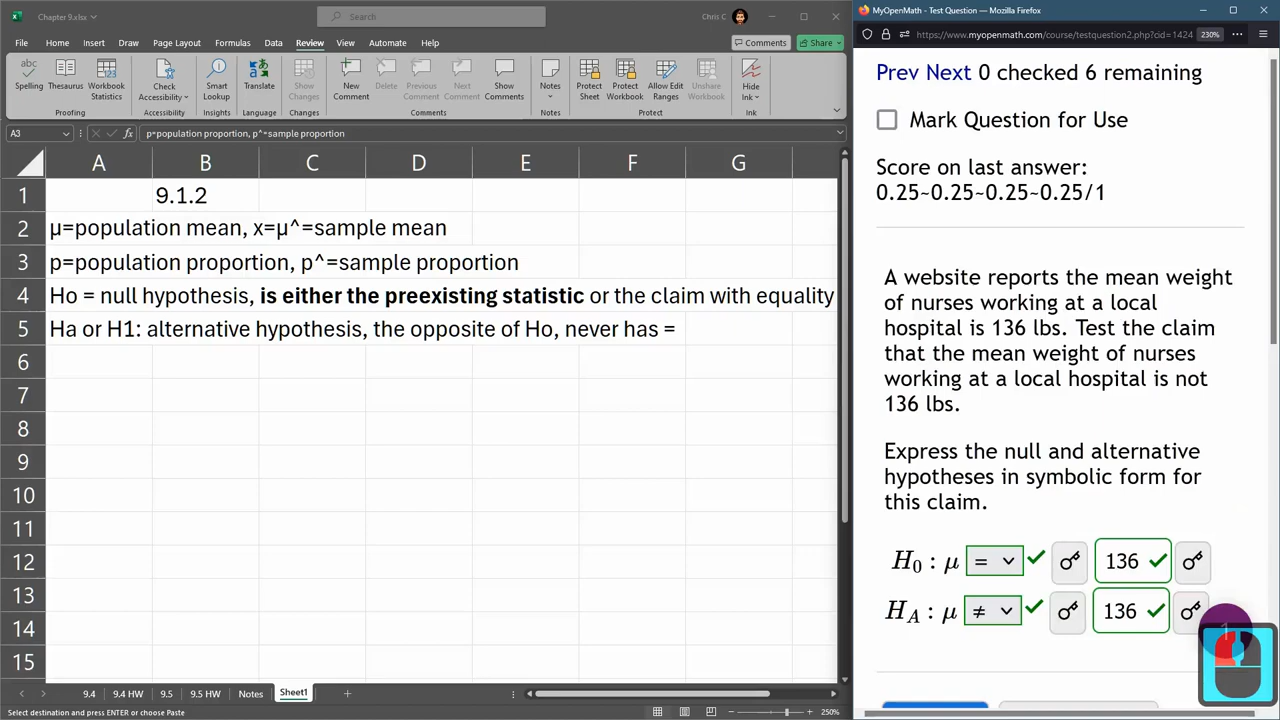 Chapter 9.xlsx
Search
Chris C
File Home Insert Draw Page Layout Formulas Data Review View Automate Help
Comments Share
abc
Spelling Thesaurus Workbook Statistics
Check Accessibility
Smart Lookup
Translate
Show Changes
New Comment
Delete
Previous Comment
Next Comment
Show Comments
Notes
Protect Sheet
Protect Workbook
Allow Edit Ranges
Unshare Workbook
Hide Ink
Proofing Accessibility Insights Language Changes Comments Notes Protect Ink
A3 fx p=population proportion, p^=sample proportion
A B C D E F G
1 9.1.2
2 μ=population mean, x=μ^=sample mean
3 p=population proportion, p^=sample proportion
4 Ho = null hypothesis, is either the preexisting statistic or the claim with equality
5 Ha or H1: alternative hypothesis, the opposite of Ho, never has =
6
7
8
9
10
11
12
13
14
15
9.4 9.4 HW 9.5 9.5 HW Notes Sheet1
Select destination and press ENTER or choose Paste
250%
MyOpenMath - Test Question — Mozilla Firefox
https://www.myopenmath.com/course/testquestion2.php?cid=1424
230%
Prev Next 0 checked 6 remaining
Mark Question for Use
Score on last answer:
0.25~0.25~0.25~0.25/1
A website reports the mean weight
of nurses working at a local
hospital is 136 lbs. Test the claim
that the mean weight of nurses
working at a local hospital is not
136 lbs.
Express the null and alternative
hypotheses in symbolic form for
this claim.
H0 : μ = 136
HA : μ ≠ 136
1